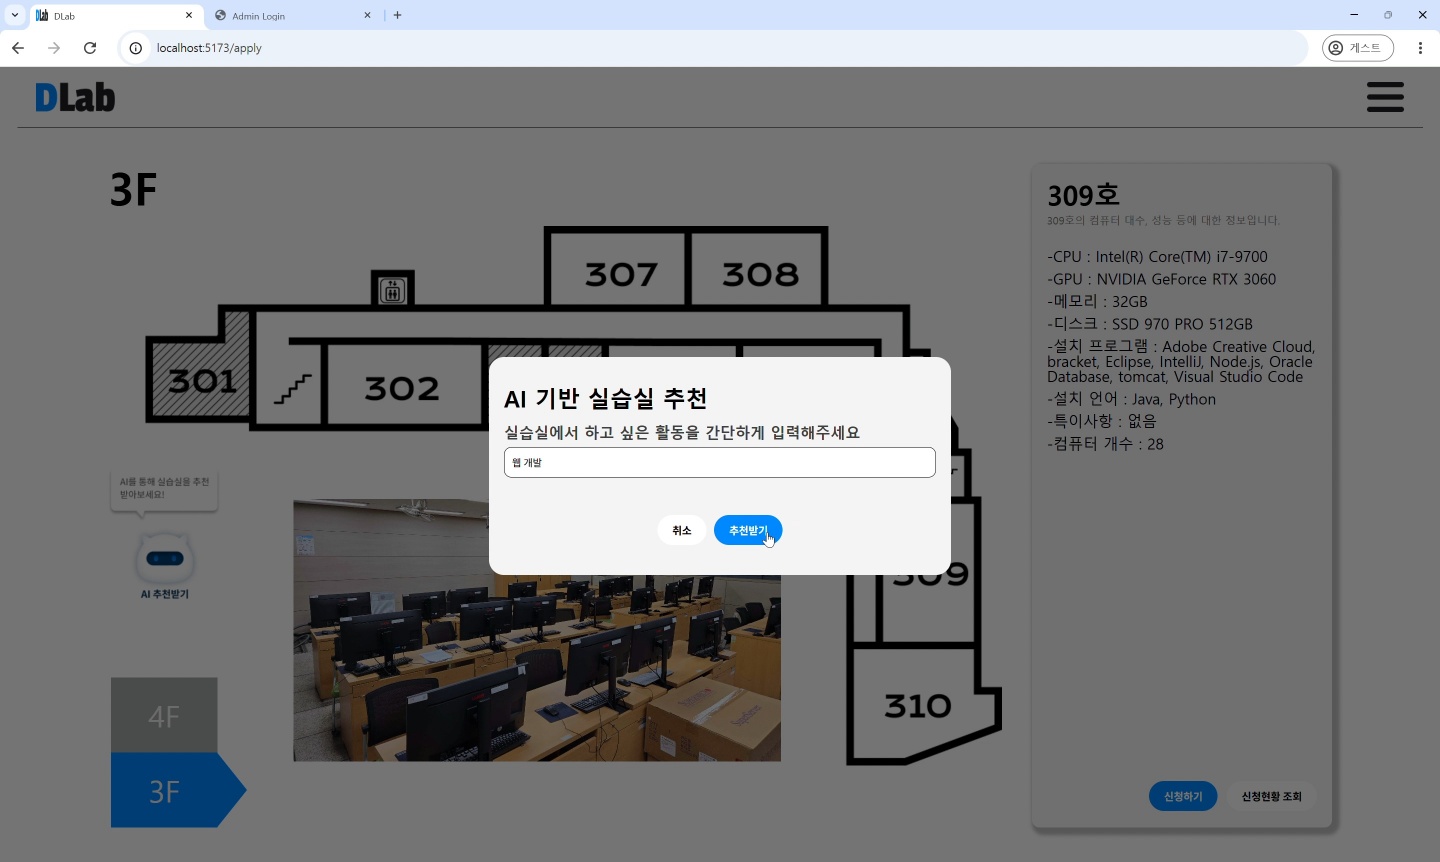 DLab
Admin Login
localhost:5173/apply
게스트
DLab
3F
307
308
301
302
309
310
AI를 통해 실습실을 추천
받아보세요!
AI 추천받기
4F
3F
AI 기반 실습실 추천
실습실에서 하고 싶은 활동을 간단하게 입력해주세요
웹 개발
취소
추천받기
309호
309호의 컴퓨터 대수, 성능 등에 대한 정보입니다.
-CPU : Intel(R) Core(TM) i7-9700
-GPU : NVIDIA GeForce RTX 3060
-메모리 : 32GB
-디스크 : SSD 970 PRO 512GB
-설치 프로그램 : Adobe Creative Cloud,
bracket, Eclipse, IntelliJ, Node.js, Oracle
Database, tomcat, Visual Studio Code
-설치 언어 : Java, Python
-특이사항 : 없음
-컴퓨터 개수 : 28
신청하기
신청현황 조회